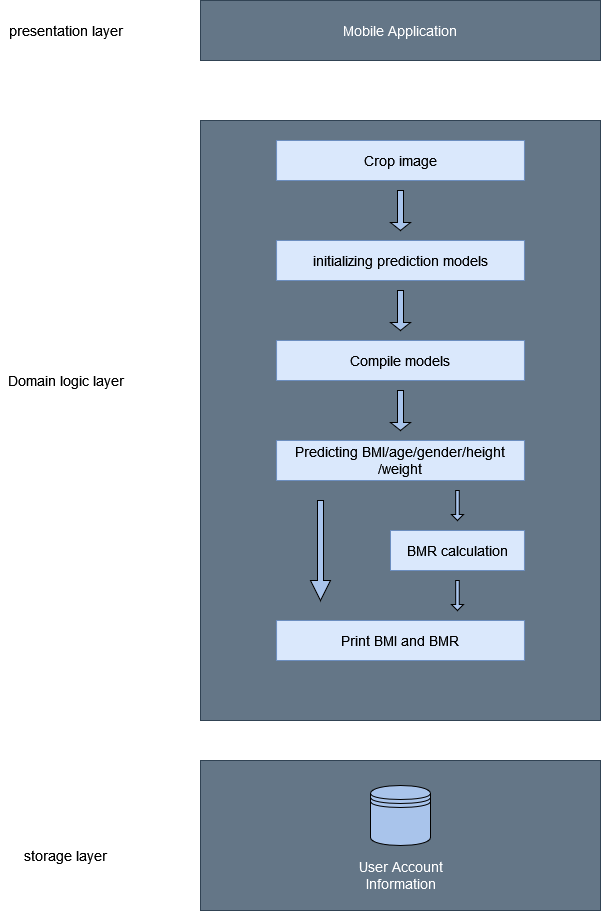 presentation layer
Mobile Application
Crop image
initializing prediction models
Compile models
Domain logic layer
Predicting BMI/age/gender/height
/weight
BMR calculation
Print BMI and BMR
storage layer
User Account
Information